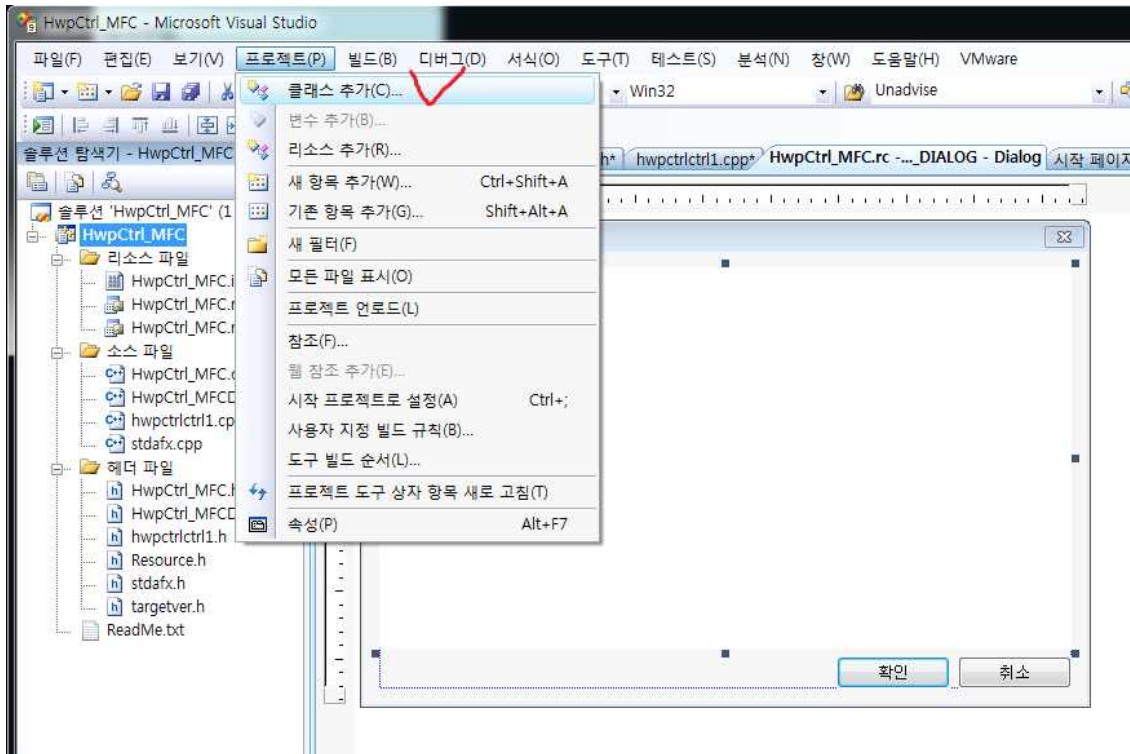 HwpCtrl_MFC - Microsoft Visual Studio
파일(F) 편집(E) 보기(V) 프로젝트(P) 빌드(B) 디버그(D) 서식(O) 도구(T) 테스트(S) 분석(N) 창(W) 도움말(H) VMware
클래스 추가(C)... Win32 Unadvise
변수 추가(B)...
솔루션 탐색기 - HwpCtrl_MFC 리소스 추가(R)... h* hwpctrlctrl1.cpp* HwpCtrl_MFC.rc -..._DIALOG - Dialog 시작 페이지
새 항목 추가(W)... Ctrl+Shift+A
솔루션 'HwpCtrl_MFC' (1 기존 항목 추가(G)... Shift+Alt+A
HwpCtrl_MFC 새 필터(F)
리소스 파일
HwpCtrl_MFC.i 모든 파일 표시(O)
HwpCtrl_MFC.r 프로젝트 언로드(L)
HwpCtrl_MFC.r
참조(F)...
소스 파일
HwpCtrl_MFC.c 웹 참조 추가(E)...
HwpCtrl_MFCD 시작 프로젝트로 설정(A) Ctrl+;
hwpctrlctrl1.cp 사용자 지정 빌드 규칙(B)...
stdafx.cpp 도구 빌드 순서(L)...
헤더 파일
HwpCtrl_MFC.h 프로젝트 도구 상자 항목 새로 고침(T)
HwpCtrl_MFCD 속성(P) Alt+F7
hwpctrlctrl1.h
Resource.h
stdafx.h
targetver.h
ReadMe.txt
확인 취소